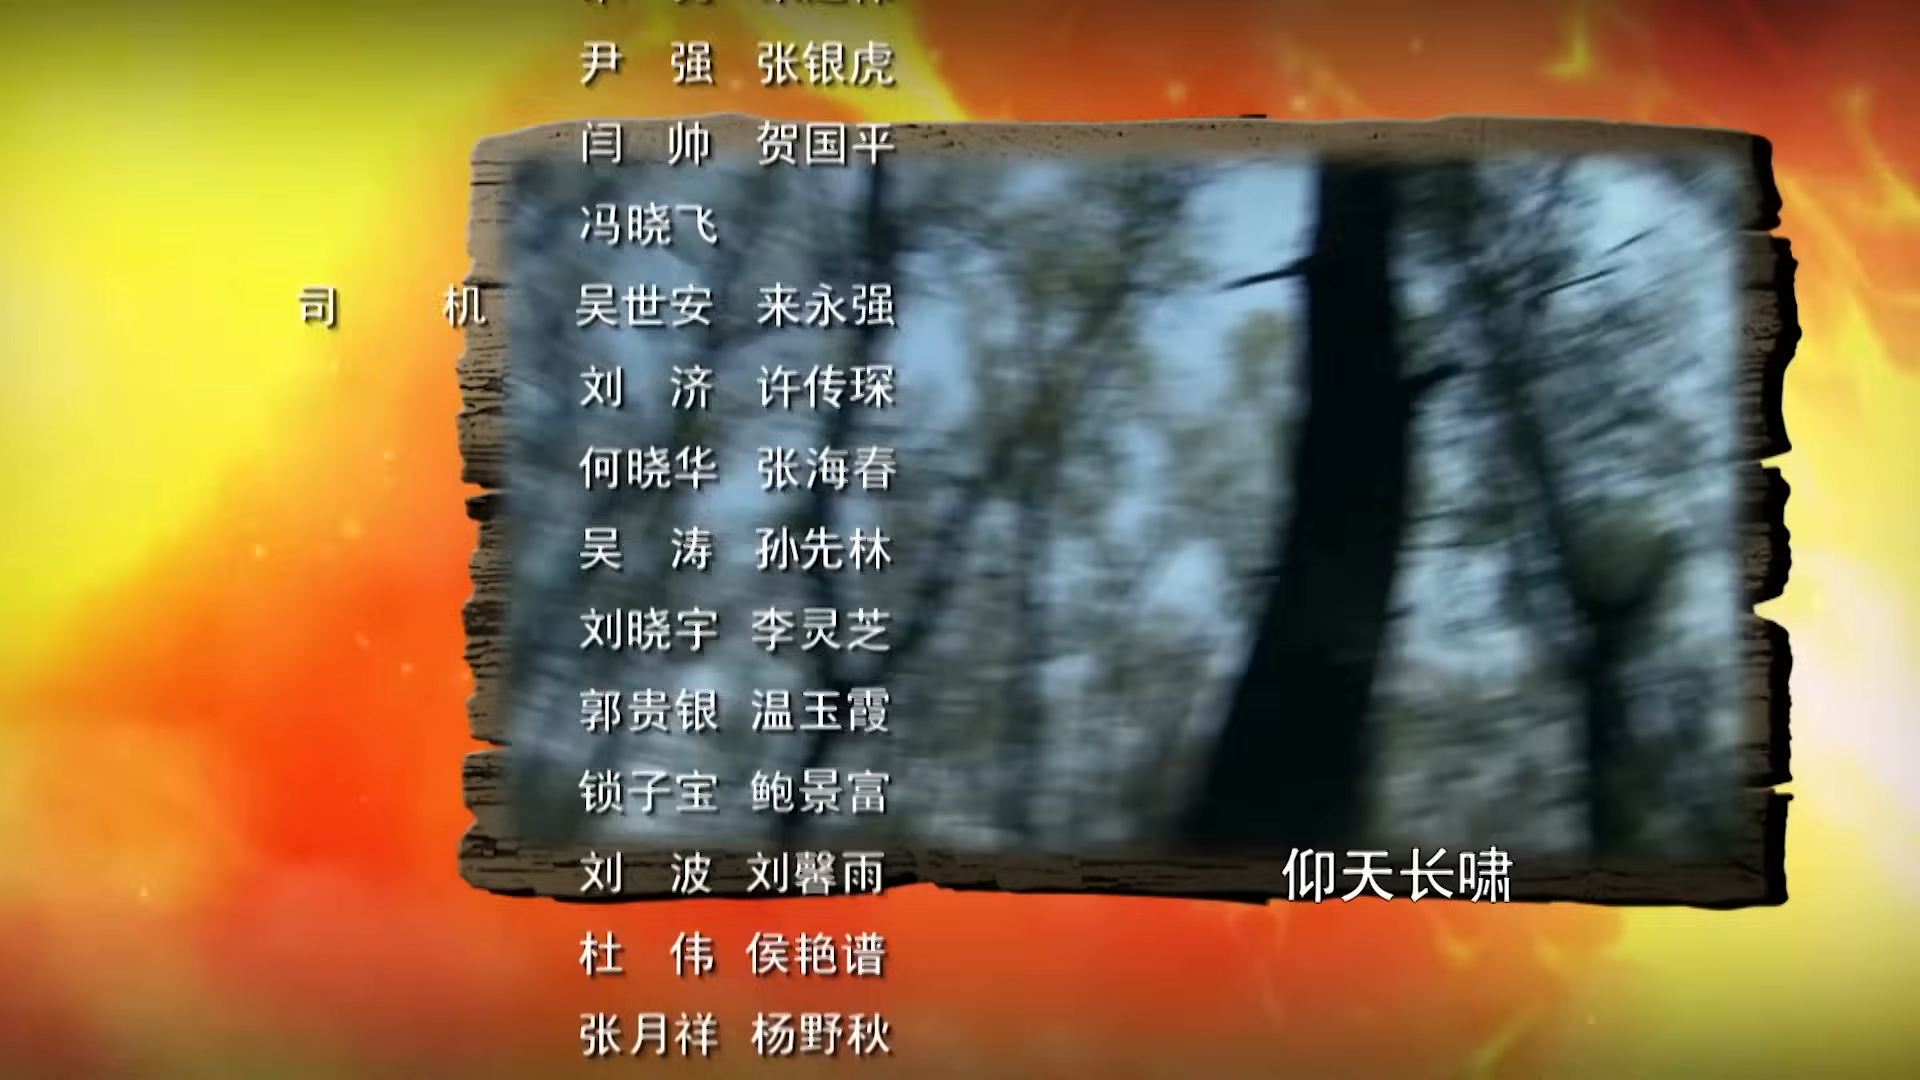 尹　强　张银虎
闫　帅　贺国平
冯晓飞
司　机　吴世安　来永强
刘　济　许传琛
何晓华　张海春
吴　涛　孙先林
刘晓宇　李灵芝
郭贵银　温玉霞
锁子宝　鲍景富
刘　波　刘馨雨
仰天长啸
杜　伟　侯艳谱
张月祥　杨野秋